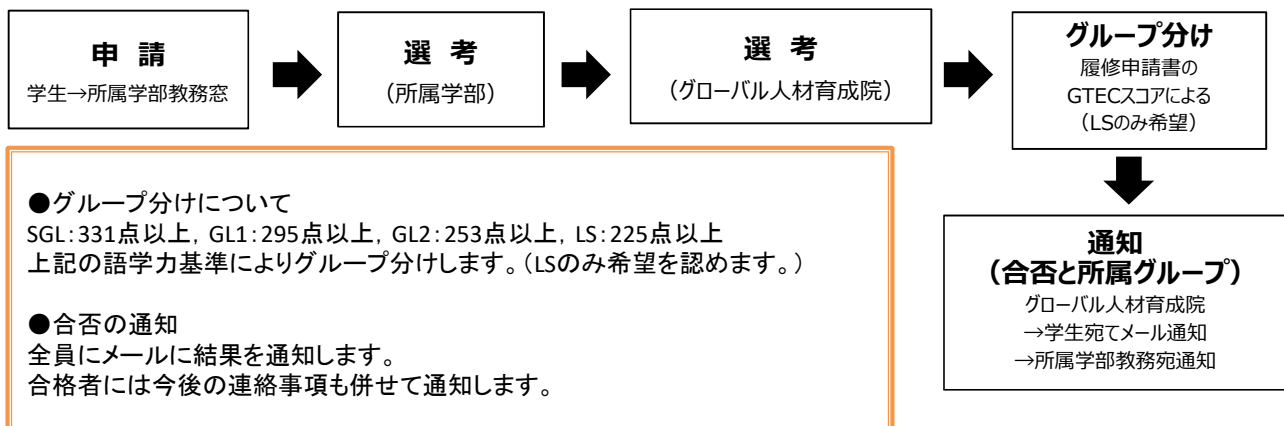 申 請
学生→所属学部教務窓
選 考
(所属学部)
選 考
(グローバル人材育成院)
グループ分け
履修申請書の
GTECスコアによる
(LSのみ希望)
●グループ分けについて
SGL:331点以上, GL1:295点以上, GL2:253点以上, LS:225点以上
上記の語学力基準によりグループ分けします。(LSのみ希望を認めます。)
●合否の通知
全員にメールに結果を通知します。
合格者には今後の連絡事項も併せて通知します。
通知
(合否と所属グループ)
グローバル人材育成院
→学生宛てメール通知
→所属学部教務宛通知